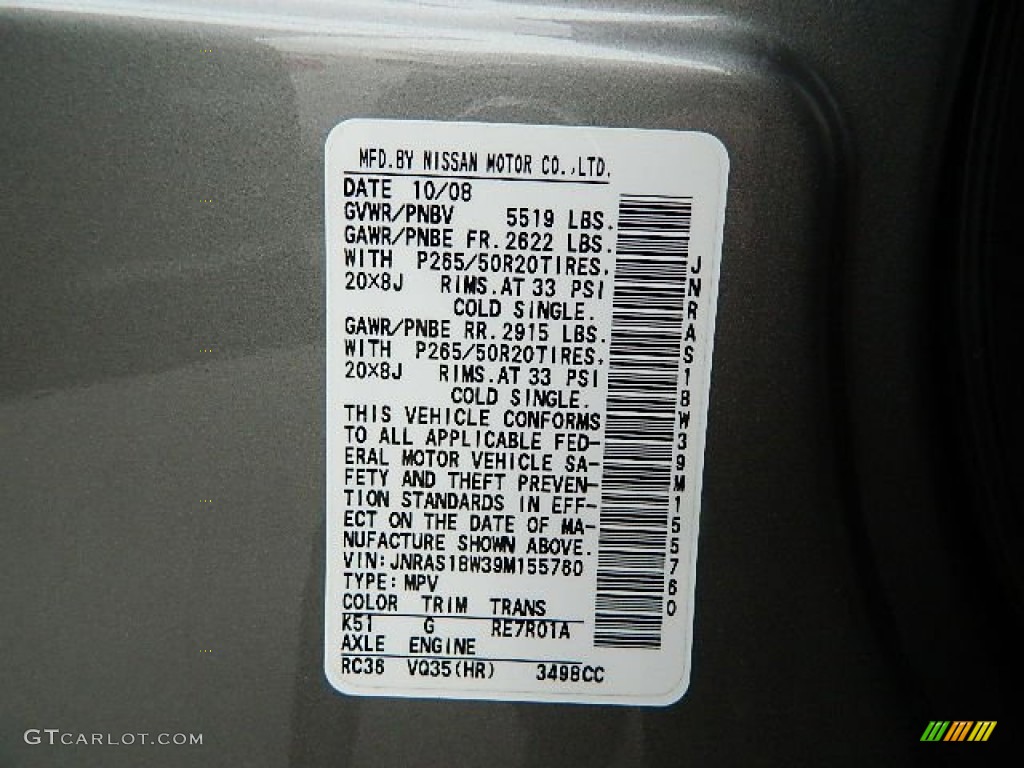 MFD.BY NISSAN MOTOR CO.,LTD.
DATE 10/08
GVWR/PNBV 5519 LBS.
GAWR/PNBE FR.2622 LBS.
WITH P265/50R20TIRES.
20X8J RIMS.AT 33 PSI
COLD SINGLE.
GAWR/PNBE RR.2915 LBS.
WITH P265/50R20TIRES.
20X8J RIMS.AT 33 PSI
COLD SINGLE.
THIS VEHICLE CONFORMS
TO ALL APPLICABLE FED-
ERAL MOTOR VEHICLE SA-
FETY AND THEFT PREVEN-
TION STANDARDS IN EFF-
ECT ON THE DATE OF MA-
NUFACTURE SHOWN ABOVE.
VIN:JNRAS18W39M155760
TYPE:MPV
COLOR TRIM TRANS
K51 G RE7R01A
AXLE ENGINE
RC36 VQ35(HR) 3498CC
JNRAS18W39M155760
GTCARLOT.COM